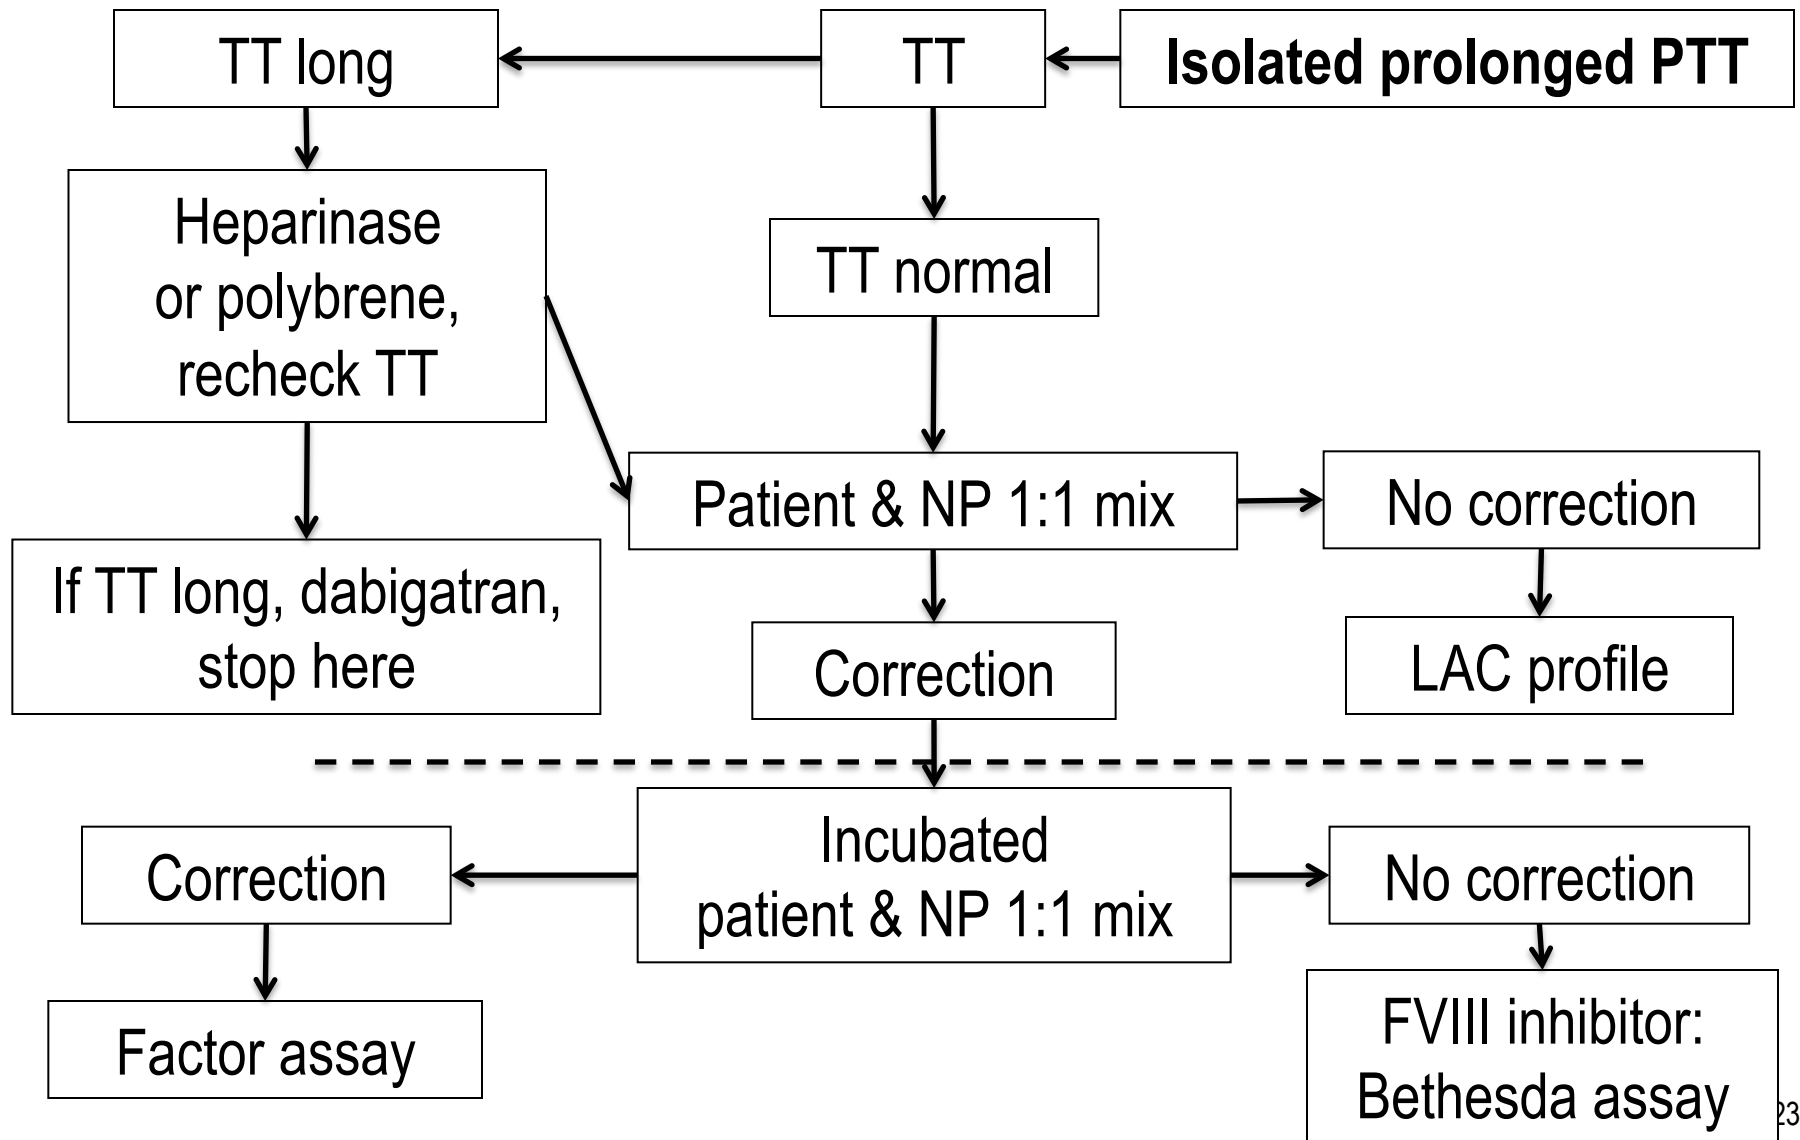 TT long
TT
Isolated prolonged PTT
Heparinase
or polybrene,
recheck TT
TT normal
Patient & NP 1:1 mix
No correction
If TT long, dabigatran,
stop here
Correction
LAC profile
Incubated
patient & NP 1:1 mix
Correction
No correction
Factor assay
FVIII inhibitor:
Bethesda assay
23